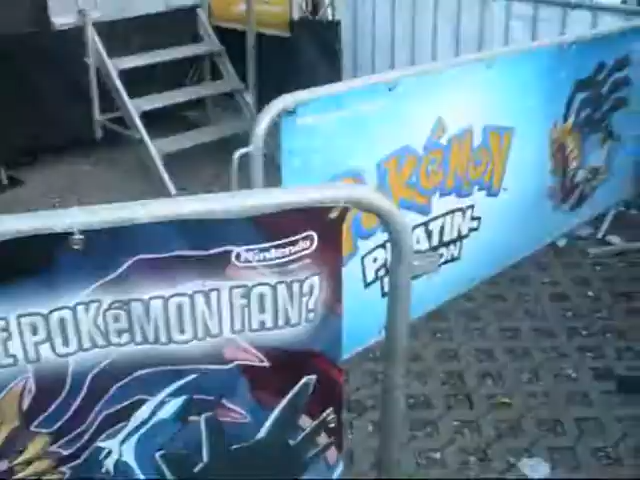 Nintendo
E POKéMON FAN?
POKéMON
PLATIN-
EDITION